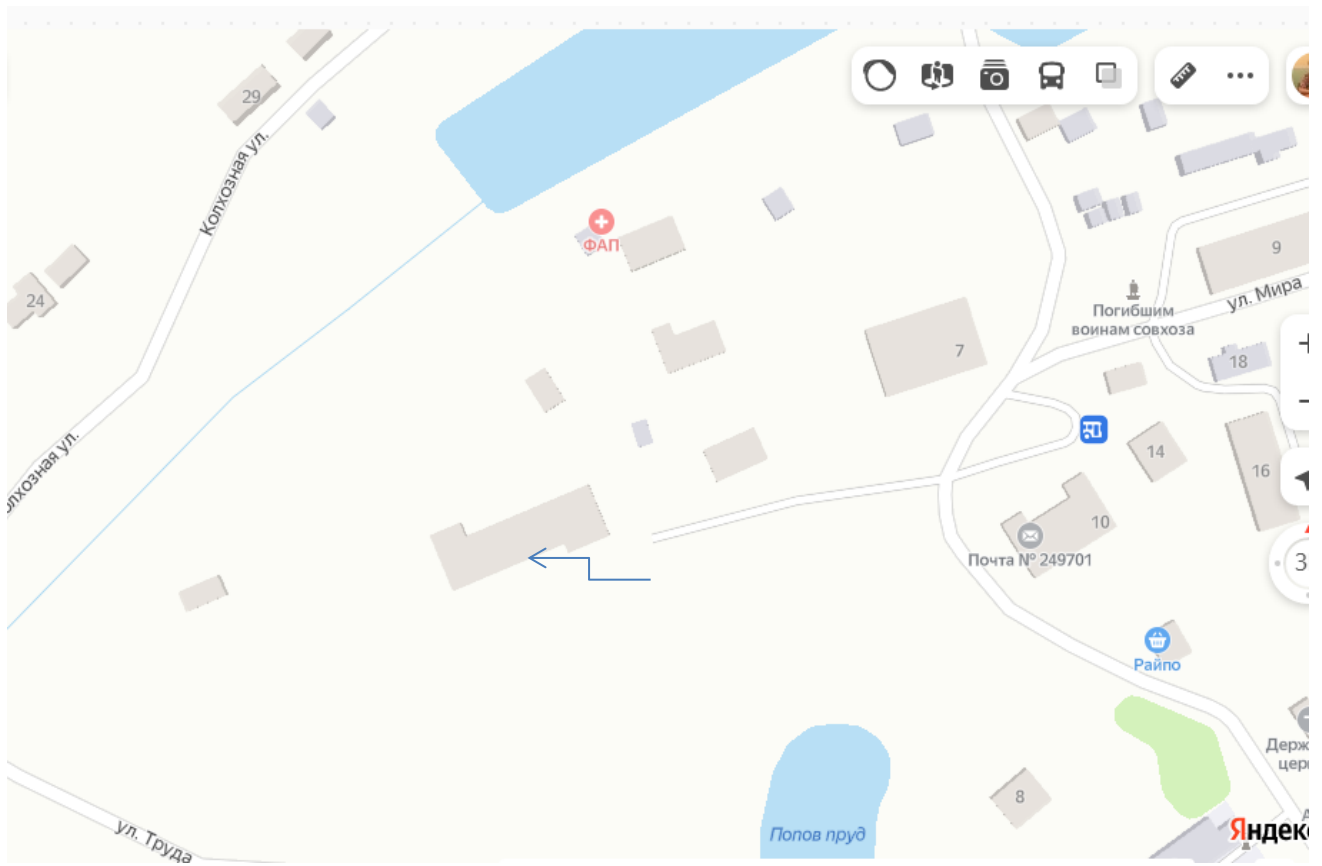 29
Колхозная ул.
ФАП
24
9
ул. Мира
Погибшим
воинам совхоза
7
18
14
16
10
Почта № 249701
3
Райпо
8
Попов пруд
ул. Труда